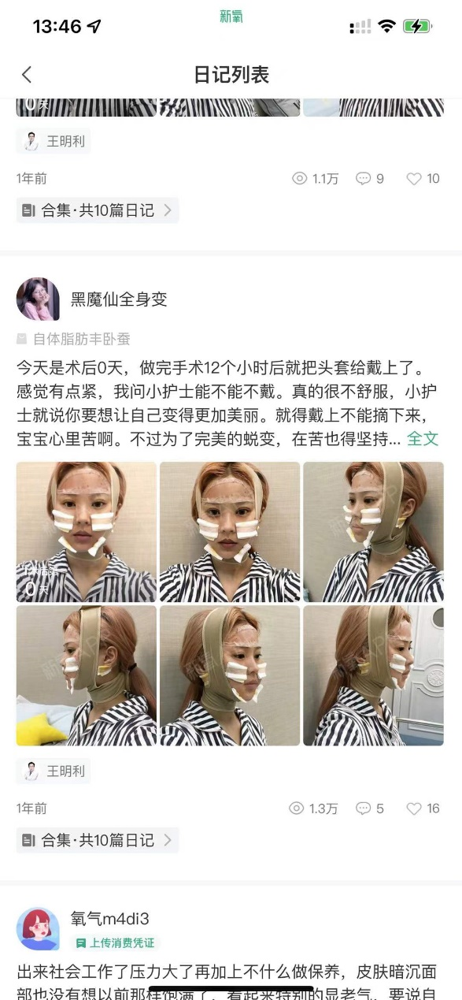 新氧
13:46
日记列表
0天
王明利
1年前
1.1万
9
10
合集·共10篇日记
黑魔仙全身变
自体脂肪丰卧蚕
今天是术后0天，做完手术12个小时后就把头套给戴上了。
感觉有点紧，我问小护士能不能不戴。真的很不舒服，小护
士就说你要想让自己变得更加美丽。就得戴上不能摘下来，
宝宝心里苦啊。不过为了完美的蜕变，在苦也得坚持... 全文
0天
王明利
1年前
1.3万
5
16
合集·共10篇日记
氧气m4di3
上传消费凭证
出来社会工作了压力大了再加上不什么做保养，皮肤暗沉面
部也没有想以前那样饱满了，看起来特别的显老气，要说自